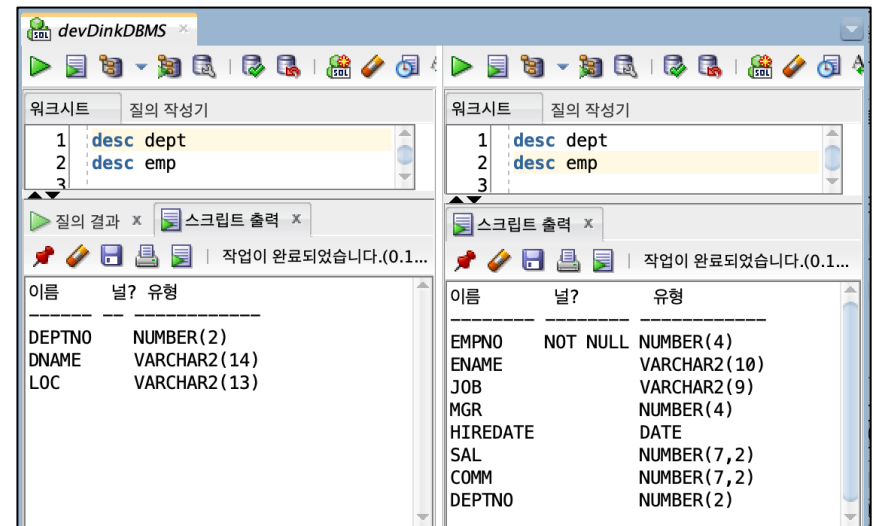 devDinkDBMS
워크시트 질의 작성기
1 desc dept
2 desc emp
3
질의 결과 x 스크립트 출력 x
작업이 완료되었습니다.(0.1...
이름 널? 유형
------ -- ------------
DEPTNO NUMBER(2)
DNAME VARCHAR2(14)
LOC VARCHAR2(13)
워크시트 질의 작성기
1 desc dept
2 desc emp
3
스크립트 출력 x
작업이 완료되었습니다.(0.1...
이름 널? 유형
-------- -------- ------------
EMPNO NOT NULL NUMBER(4)
ENAME VARCHAR2(10)
JOB VARCHAR2(9)
MGR NUMBER(4)
HIREDATE DATE
SAL NUMBER(7,2)
COMM NUMBER(7,2)
DEPTNO NUMBER(2)